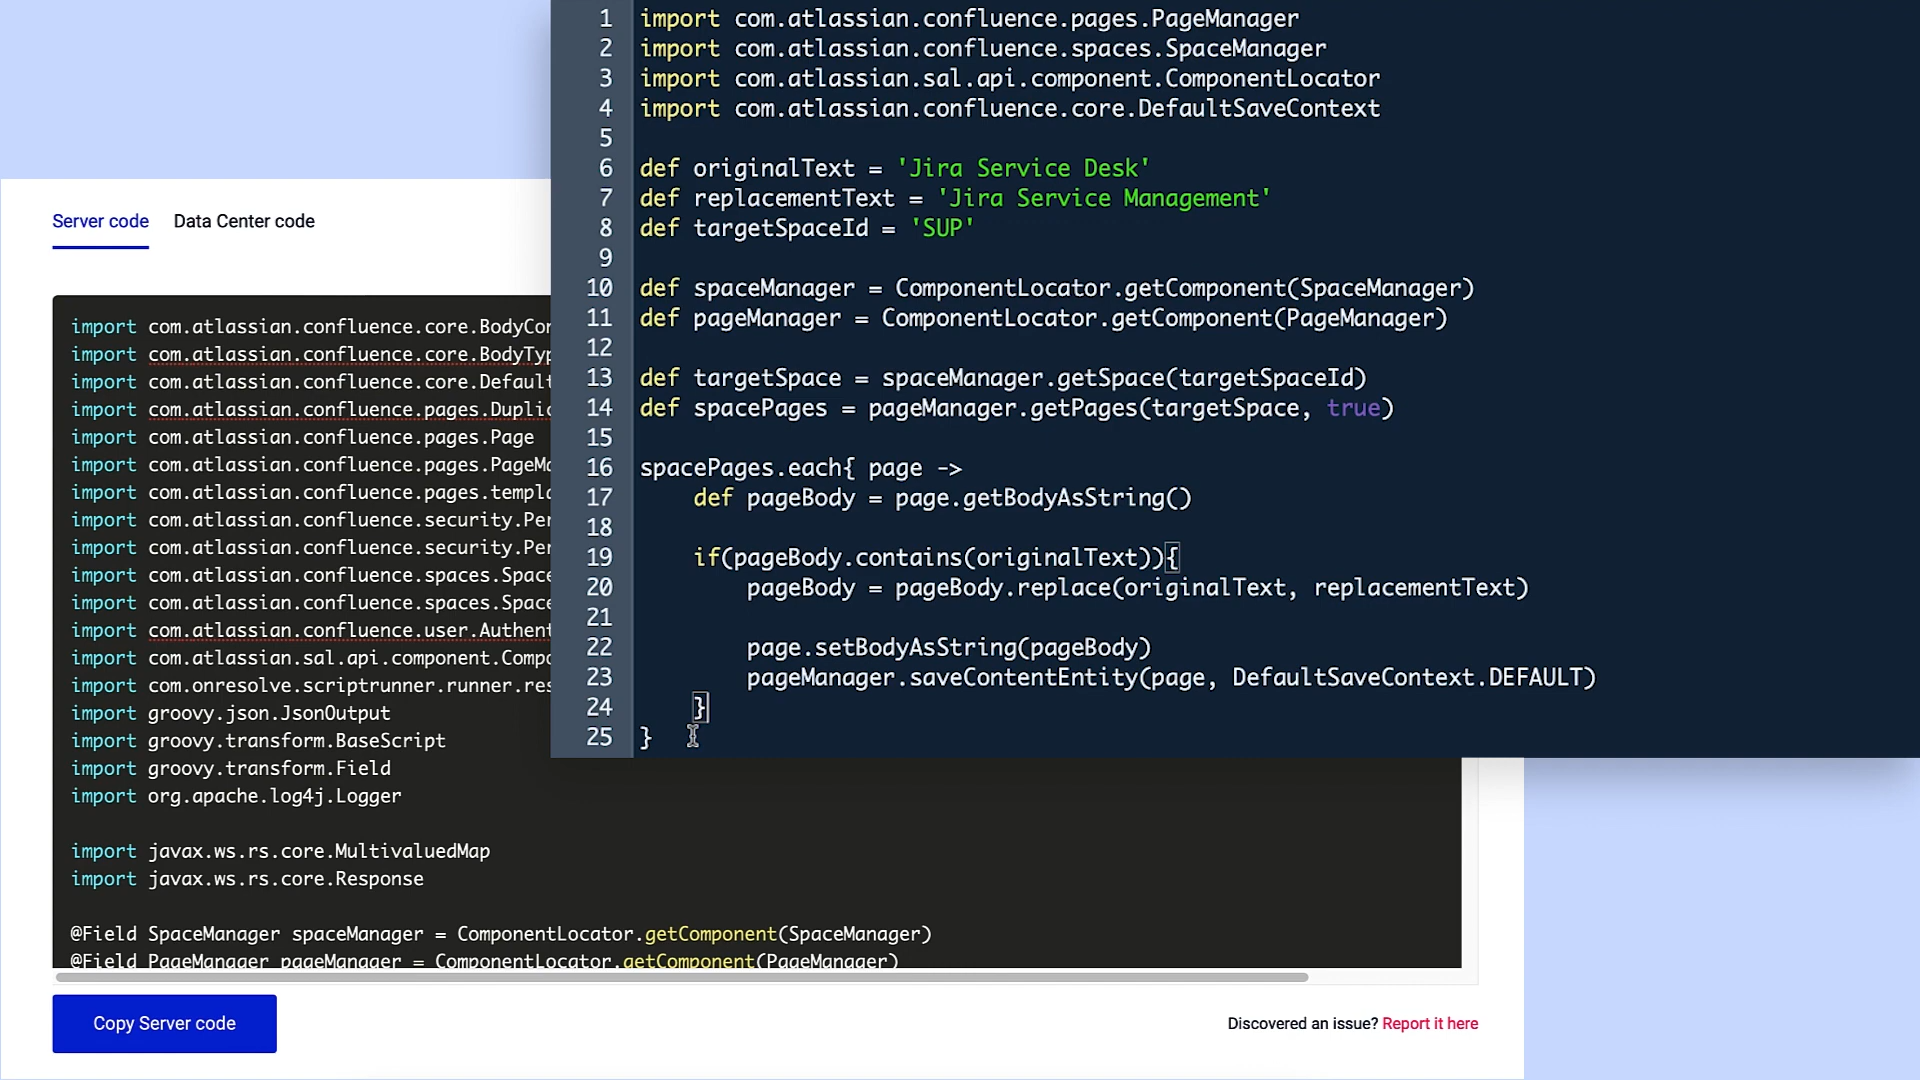 1 import com.atlassian.confluence.pages.PageManager
2 import com.atlassian.confluence.spaces.SpaceManager
3 import com.atlassian.sal.api.component.ComponentLocator
4 import com.atlassian.confluence.core.DefaultSaveContext
5
6 def originalText = 'Jira Service Desk'
7 def replacementText = 'Jira Service Management'
8 def targetSpaceId = 'SUP'
9
10 def spaceManager = ComponentLocator.getComponent(SpaceManager)
11 def pageManager = ComponentLocator.getComponent(PageManager)
12
13 def targetSpace = spaceManager.getSpace(targetSpaceId)
14 def spacePages = pageManager.getPages(targetSpace, true)
15
16 spacePages.each{ page ->
17 def pageBody = page.getBodyAsString()
18
19 if(pageBody.contains(originalText)){
20 pageBody = pageBody.replace(originalText, replacementText)
21
22 page.setBodyAsString(pageBody)
23 pageManager.saveContentEntity(page, DefaultSaveContext.DEFAULT)
24 }
25 }
Server code Data Center code
import com.atlassian.confluence.core.BodyCon
import com.atlassian.confluence.core.BodyTyp
import com.atlassian.confluence.core.Default
import com.atlassian.confluence.pages.Duplic
import com.atlassian.confluence.pages.Page
import com.atlassian.confluence.pages.PageMa
import com.atlassian.confluence.pages.templa
import com.atlassian.confluence.security.Per
import com.atlassian.confluence.security.Per
import com.atlassian.confluence.spaces.Space
import com.atlassian.confluence.spaces.Space
import com.atlassian.confluence.user.Authent
import com.atlassian.sal.api.component.Compo
import com.onresolve.scriptrunner.runner.res
import groovy.json.JsonOutput
import groovy.transform.BaseScript
import groovy.transform.Field
import org.apache.log4j.Logger
import javax.ws.rs.core.MultivaluedMap
import javax.ws.rs.core.Response
@Field SpaceManager spaceManager = ComponentLocator.getComponent(SpaceManager)
@Field PageManager pageManager = ComponentLocator.getComponent(PageManager)
Copy Server code
Discovered an issue? Report it here